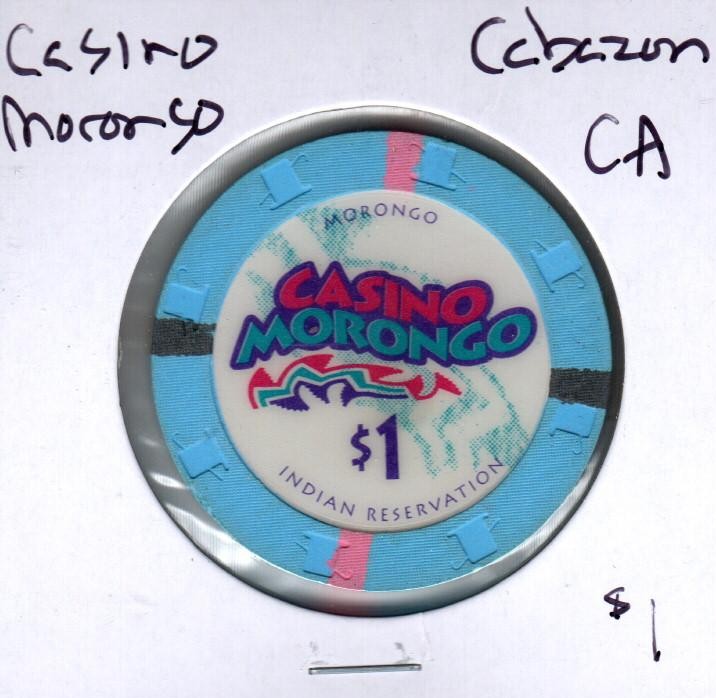 Casino
Morongo
Cabazon
CA
MORONGO
CASINO
MORONGO
$1
INDIAN RESERVATION
$1